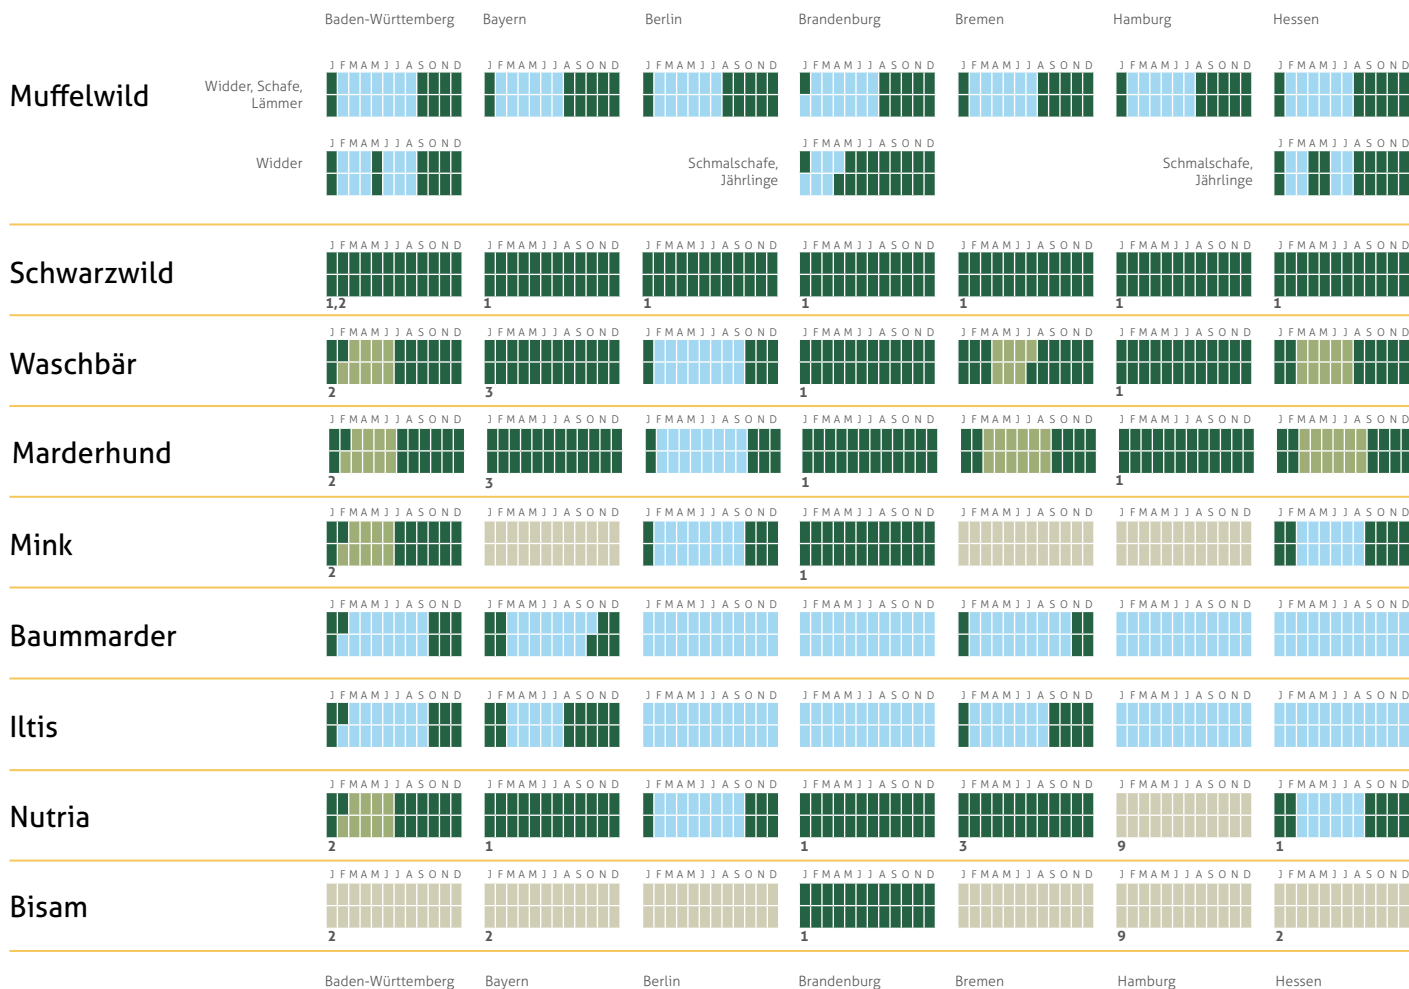 Baden-Württemberg Bayern Berlin Brandenburg Bremen Hamburg Hessen
J F M A M J J A S O N D J F M A M J J A S O N D J F M A M J J A S O N D J F M A M J J A S O N D J F M A M J J A S O N D J F M A M J J A S O N D J F M A M J J A S O N D
Muffelwild
Widder, Schafe,
Lämmer
J F M A M J J A S O N D J F M A M J J A S O N D J F M A M J J A S O N D
Widder
Schmalschafe,
Jährlinge
Schmalschafe,
Jährlinge
J F M A M J J A S O N D J F M A M J J A S O N D J F M A M J J A S O N D J F M A M J J A S O N D J F M A M J J A S O N D J F M A M J J A S O N D J F M A M J J A S O N D
Schwarzwild
1,2 1 1 1 1 1 1
J F M A M J J A S O N D J F M A M J J A S O N D J F M A M J J A S O N D J F M A M J J A S O N D J F M A M J J A S O N D J F M A M J J A S O N D J F M A M J J A S O N D
Waschbär
2 3 1 1
J F M A M J J A S O N D J F M A M J J A S O N D J F M A M J J A S O N D J F M A M J J A S O N D J F M A M J J A S O N D J F M A M J J A S O N D J F M A M J J A S O N D
Marderhund
2 3 1 1
J F M A M J J A S O N D J F M A M J J A S O N D J F M A M J J A S O N D J F M A M J J A S O N D J F M A M J J A S O N D J F M A M J J A S O N D J F M A M J J A S O N D
Mink
2 1
J F M A M J J A S O N D J F M A M J J A S O N D J F M A M J J A S O N D J F M A M J J A S O N D J F M A M J J A S O N D J F M A M J J A S O N D J F M A M J J A S O N D
Baummarder
J F M A M J J A S O N D J F M A M J J A S O N D J F M A M J J A S O N D J F M A M J J A S O N D J F M A M J J A S O N D J F M A M J J A S O N D J F M A M J J A S O N D
Iltis
J F M A M J J A S O N D J F M A M J J A S O N D J F M A M J J A S O N D J F M A M J J A S O N D J F M A M J J A S O N D J F M A M J J A S O N D J F M A M J J A S O N D
Nutria
2 1 1 3 9 1
J F M A M J J A S O N D J F M A M J J A S O N D J F M A M J J A S O N D J F M A M J J A S O N D J F M A M J J A S O N D J F M A M J J A S O N D J F M A M J J A S O N D
Bisam
2 2 1 9 2
Baden-Württemberg Bayern Berlin Brandenburg Bremen Hamburg Hessen